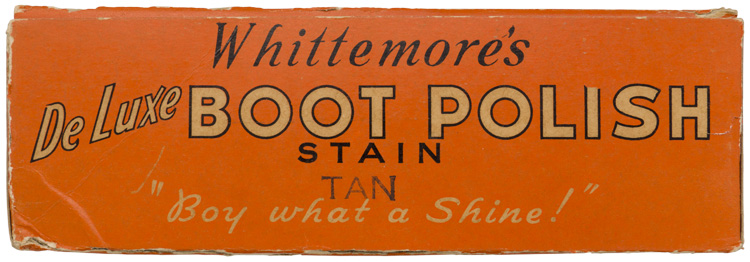 Whittemore's
De Luxe BOOT POLISH
STAIN
TAN
"Boy what a Shine!"